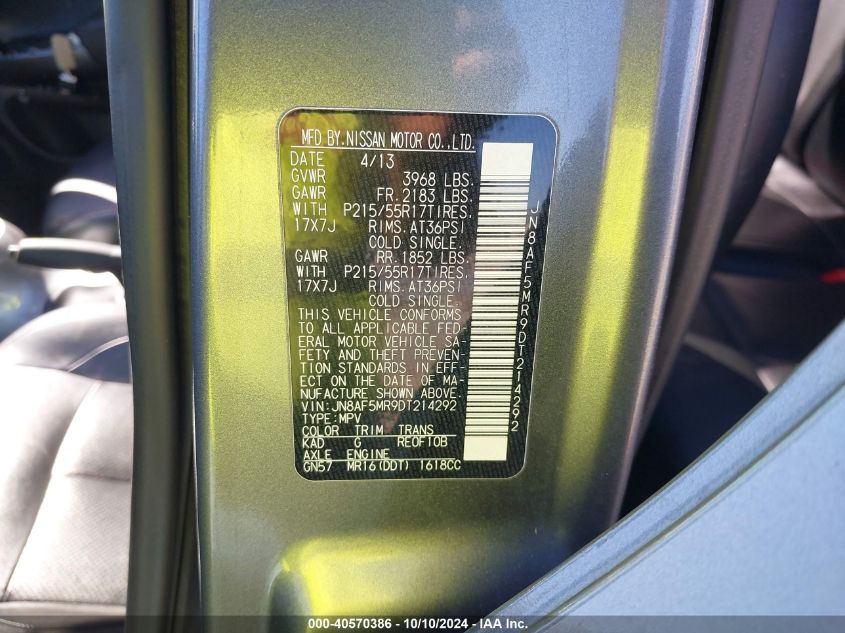 MFD BY.NISSAN MOTOR CO.,LTD.
DATE 4/13
GVWR 3968 LBS.
GAWR FR.2183 LBS.
WITH P215/55R17TIRES.
17X7J RIMS.AT36PSI
COLD SINGLE.
GAWR RR.1852 LBS.
WITH P215/55R17TIRES.
17X7J RIMS.AT36PSI
COLD SINGLE.
THIS VEHICLE CONFORMS
TO ALL APPLICABLE FED-
ERAL MOTOR VEHICLE SA-
FETY AND THEFT PREVEN-
TION STANDARDS IN EFF-
ECT ON THE DATE OF MA-
NUFACTURE SHOWN ABOVE.
VIN:JN8AF5MR9DT214292
TYPE:MPV
COLOR TRIM TRANS
KAD G RE0F10B
AXLE ENGINE
GN57 MR16(DDT) 1618CC
JN8AF5MR9DT214292
000-40570386 - 10/10/2024 - © IAA Inc.